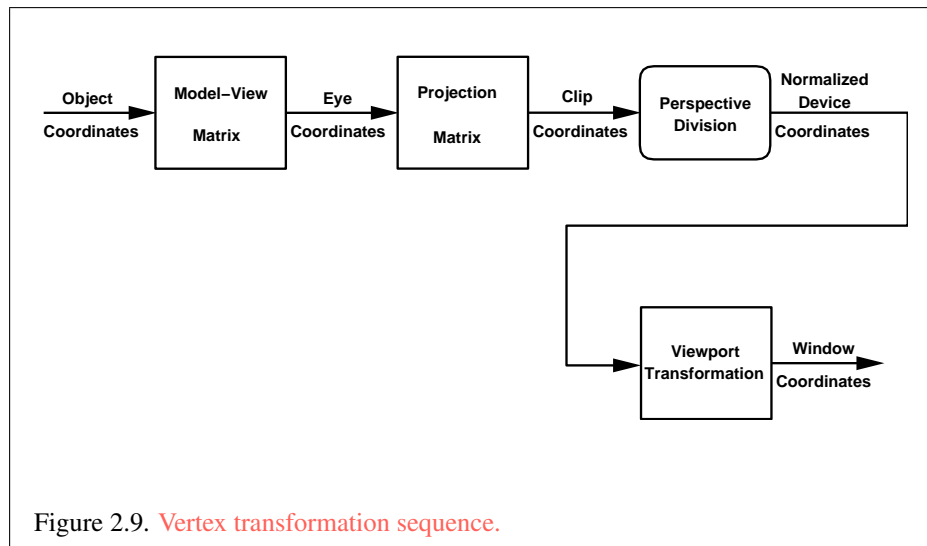 Object
Coordinates
Model−View
Matrix
Eye
Coordinates
Projection
Matrix
Clip
Coordinates
Perspective
Division
Normalized
Device
Coordinates
Viewport
Transformation
Window
Coordinates
Figure 2.9. Vertex transformation sequence.